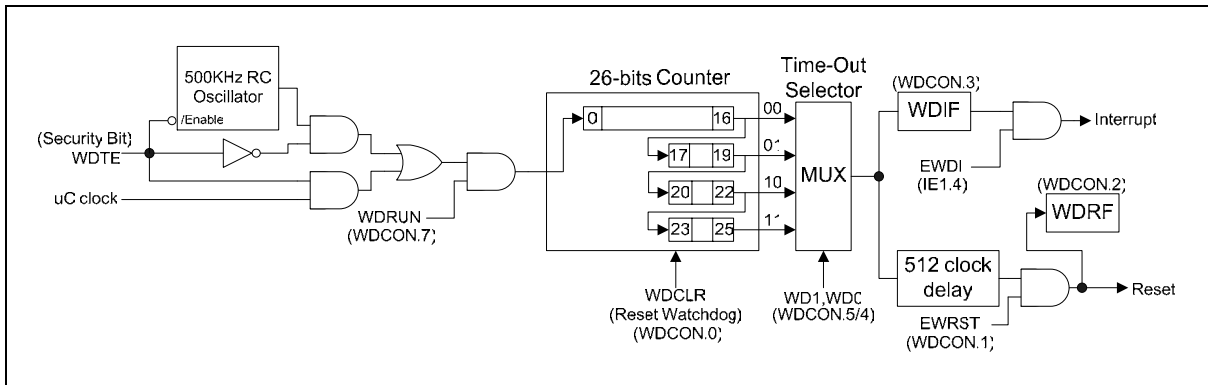 500KHz RC
Oscillator
/Enable
(Security Bit)
WDTE
uC clock
WDRUN
(WDCON.7)
26-bits Counter
0
16
17
19
20
22
23
25
00
01
10
11
WDCLR
(Reset Watchdog)
(WDCON.0)
Time-Out
Selector
MUX
WD1,WD0
(WDCON.5/4)
(WDCON.3)
WDIF
EWDI
(IE1.4)
Interrupt
(WDCON.2)
WDRF
512 clock
delay
EWRST
(WDCON.1)
Reset